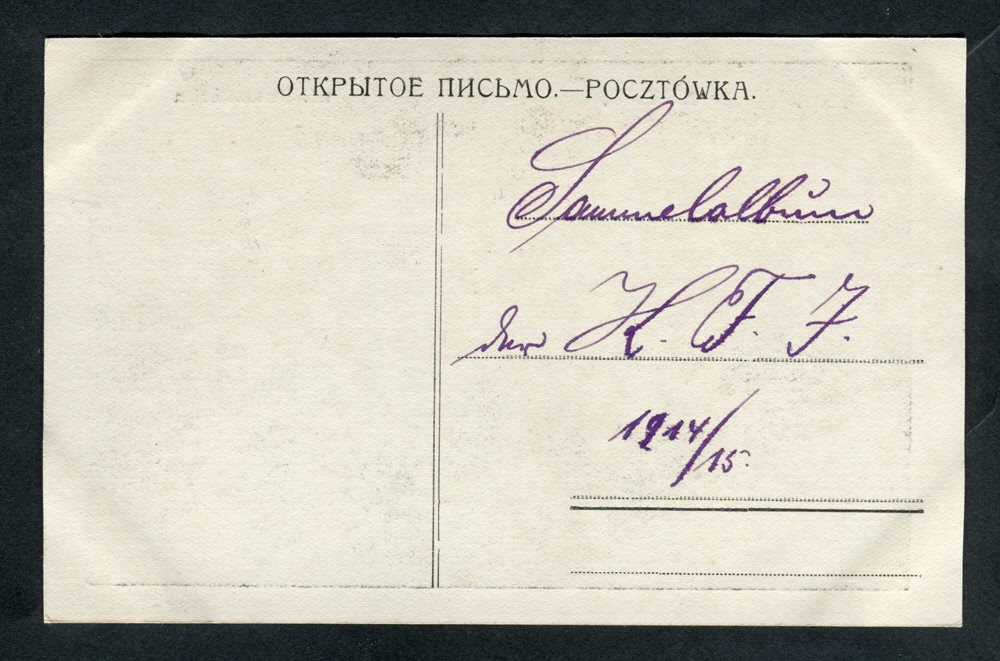 ОТКРЫТОЕ ПИСЬМО.—POCZTÓWKA.
Sammelalbum
der K. F. J.
1914/15.